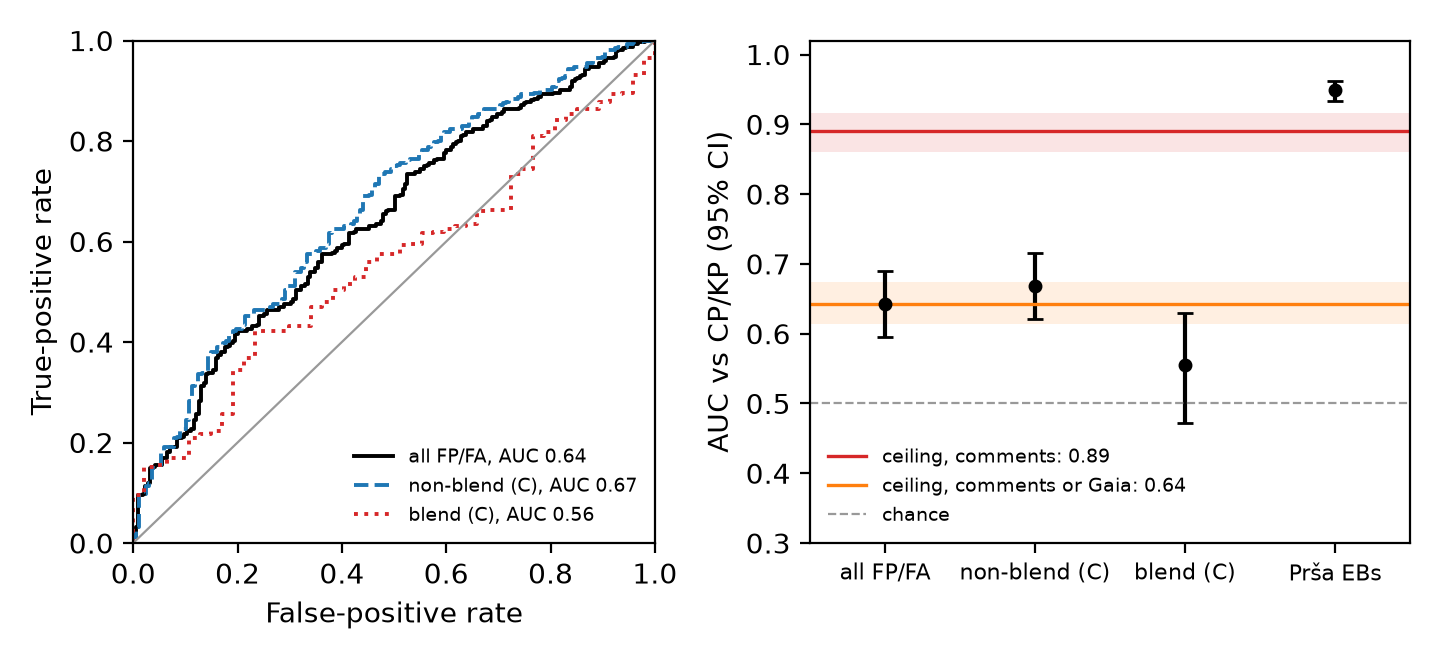 1.0
0.8
0.6
0.4
0.2
0.0
True-positive rate
0.0 0.2 0.4 0.6 0.8 1.0
False-positive rate
all FP/FA, AUC 0.64
non-blend (C), AUC 0.67
blend (C), AUC 0.56
1.0
0.9
0.8
0.7
0.6
0.5
0.4
0.3
AUC vs CP/KP (95% CI)
ceiling, comments: 0.89
ceiling, comments or Gaia: 0.64
chance
all FP/FA non-blend (C) blend (C) Prša EBs